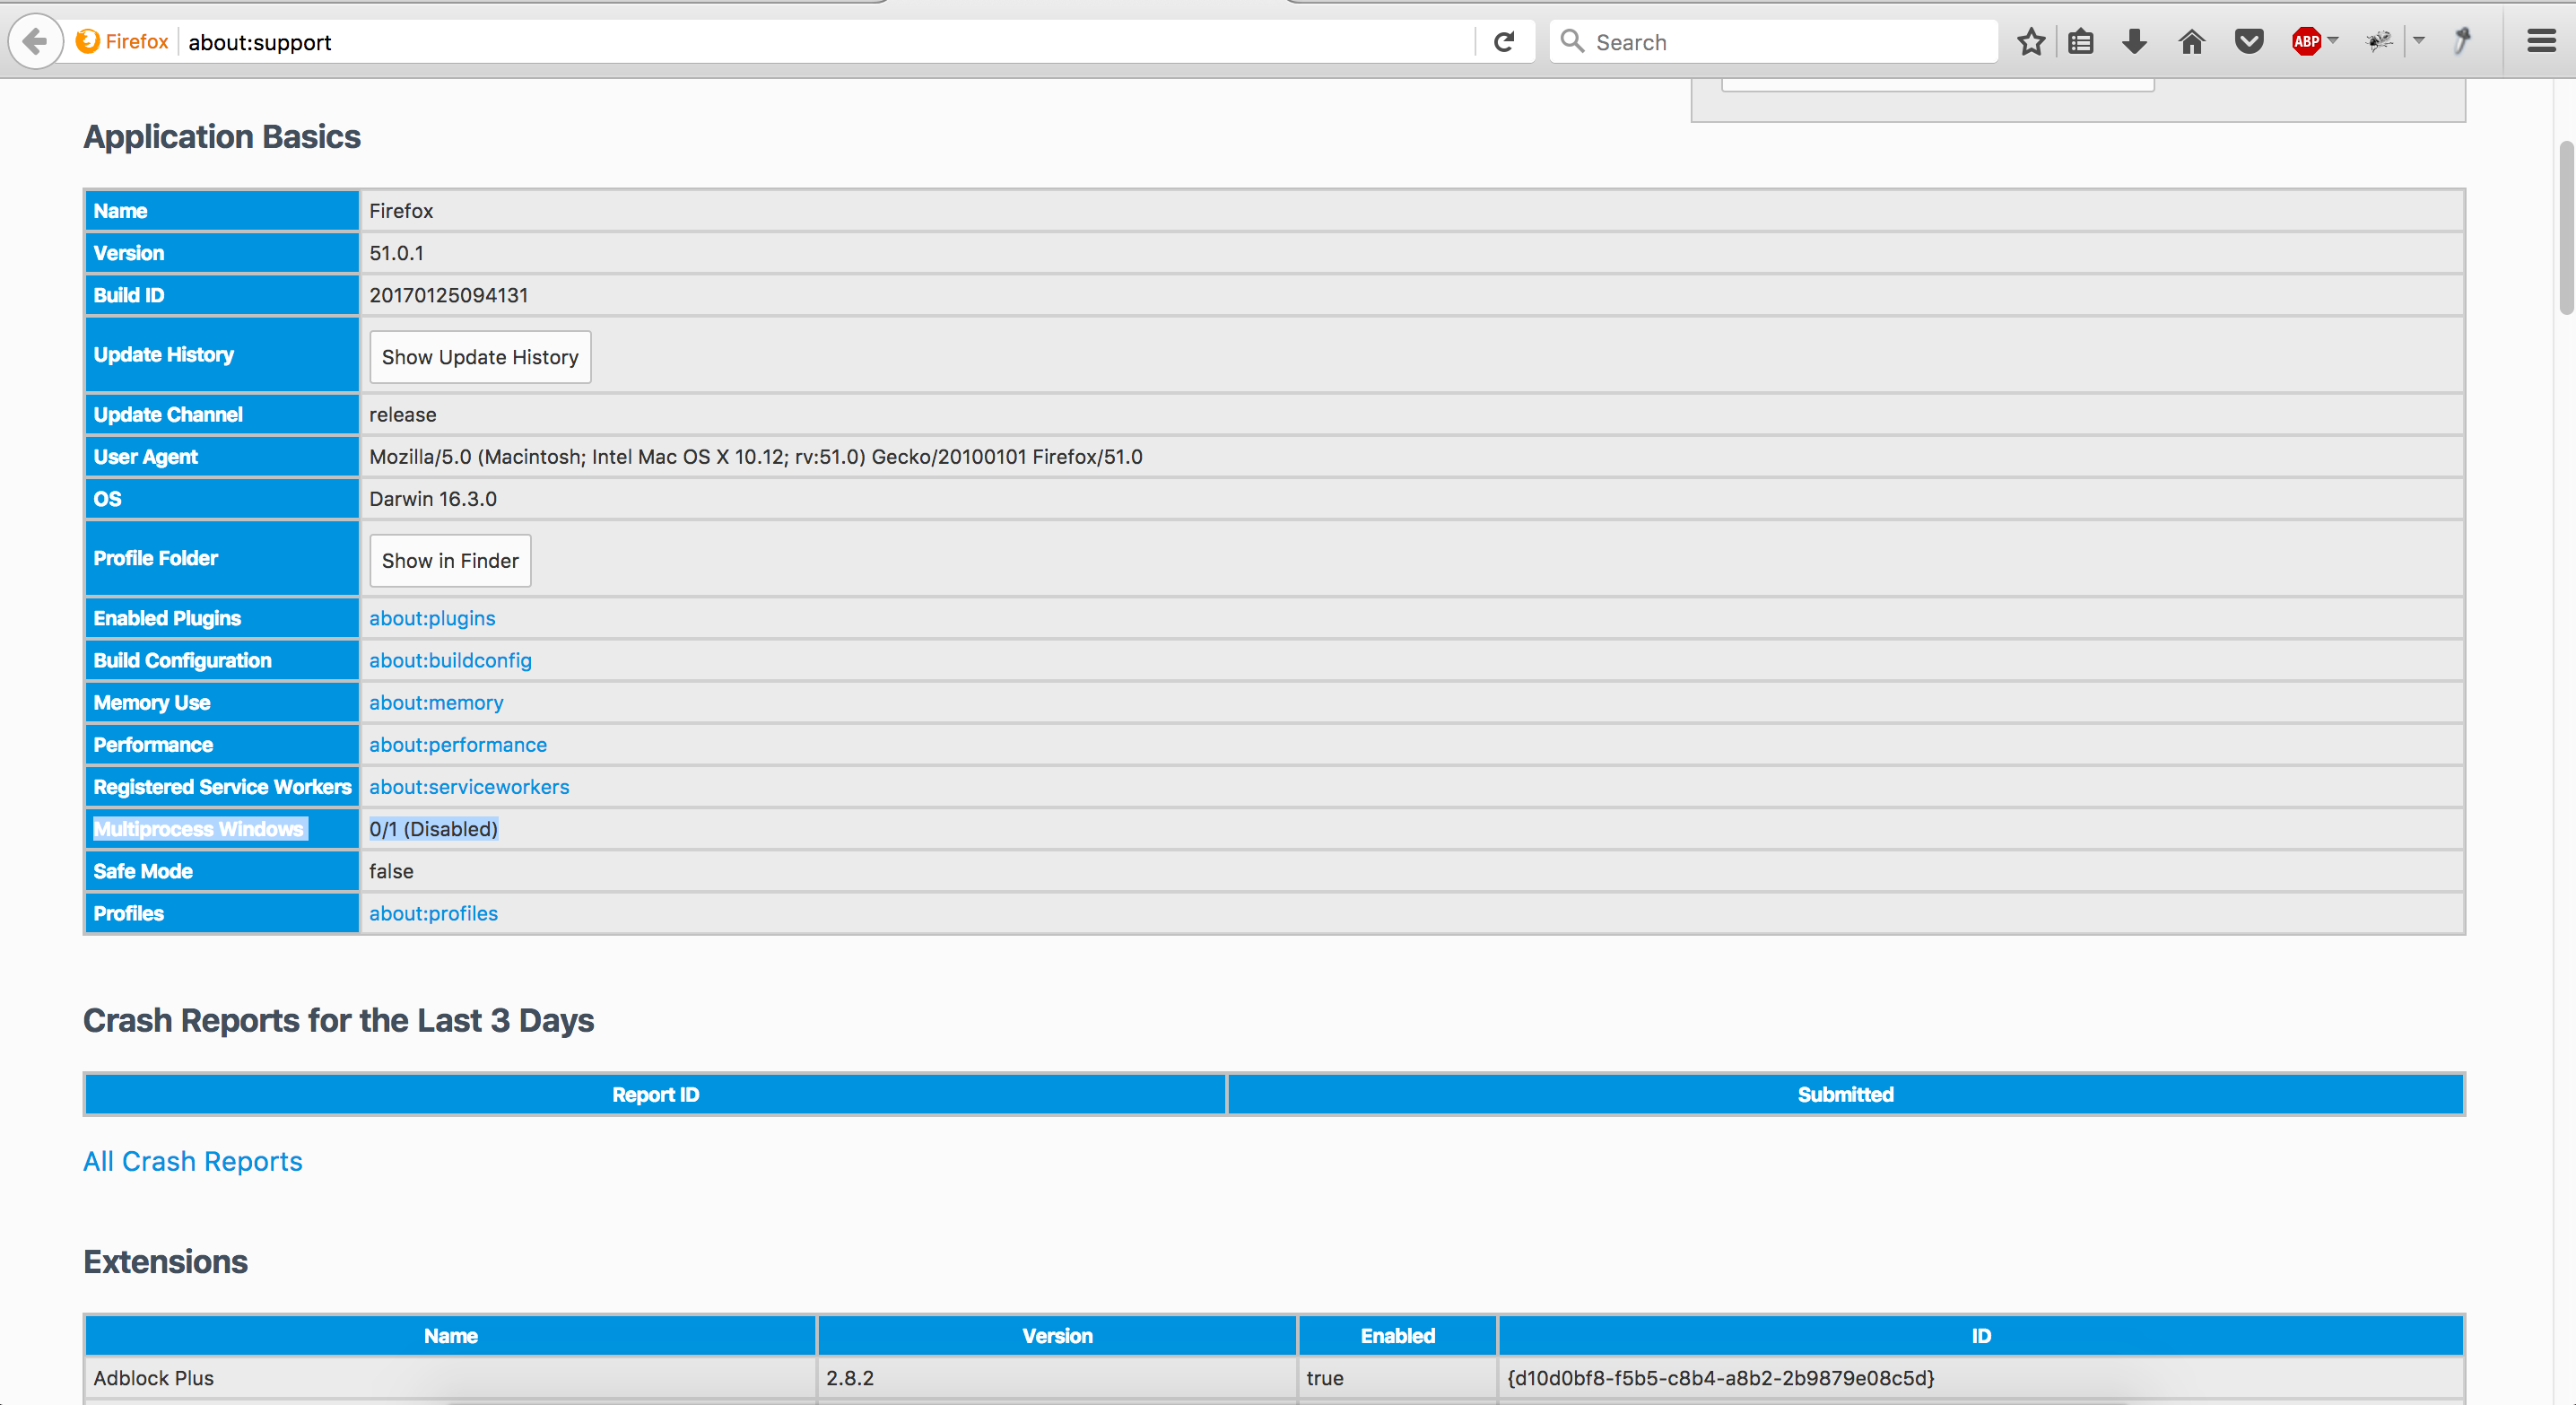 Firefox about:support Search ABP
Application Basics
Name Firefox
Version 51.0.1
Build ID 20170125094131
Update History Show Update History
Update Channel release
User Agent Mozilla/5.0 (Macintosh; Intel Mac OS X 10.12; rv:51.0) Gecko/20100101 Firefox/51.0
OS Darwin 16.3.0
Profile Folder Show in Finder
Enabled Plugins about:plugins
Build Configuration about:buildconfig
Memory Use about:memory
Performance about:performance
Registered Service Workers about:serviceworkers
Multiprocess Windows 0/1 (Disabled)
Safe Mode false
Profiles about:profiles
Crash Reports for the Last 3 Days
Report ID Submitted
All Crash Reports
Extensions
Name Version Enabled ID
Adblock Plus 2.8.2 true {d10d0bf8-f5b5-c8b4-a8b2-2b9879e08c5d}